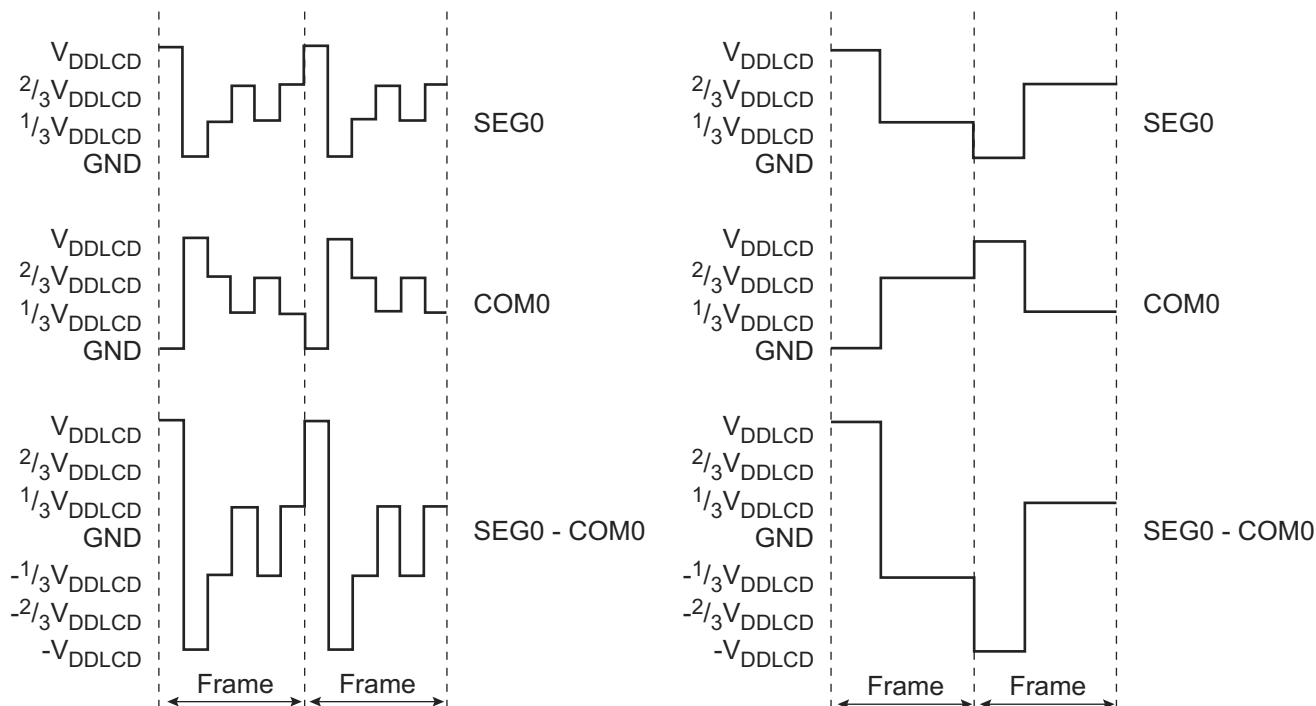 VDDLCD
2/3VDDLCD
1/3VDDLCD
GND
SEG0
VDDLCD
2/3VDDLCD
1/3VDDLCD
GND
COM0
VDDLCD
2/3VDDLCD
1/3VDDLCD
GND
-1/3VDDLCD
-2/3VDDLCD
-VDDLCD
SEG0 - COM0
Frame Frame
VDDLCD
2/3VDDLCD
1/3VDDLCD
GND
SEG0
VDDLCD
2/3VDDLCD
1/3VDDLCD
GND
COM0
VDDLCD
2/3VDDLCD
1/3VDDLCD
GND
-1/3VDDLCD
-2/3VDDLCD
-VDDLCD
SEG0 - COM0
Frame Frame